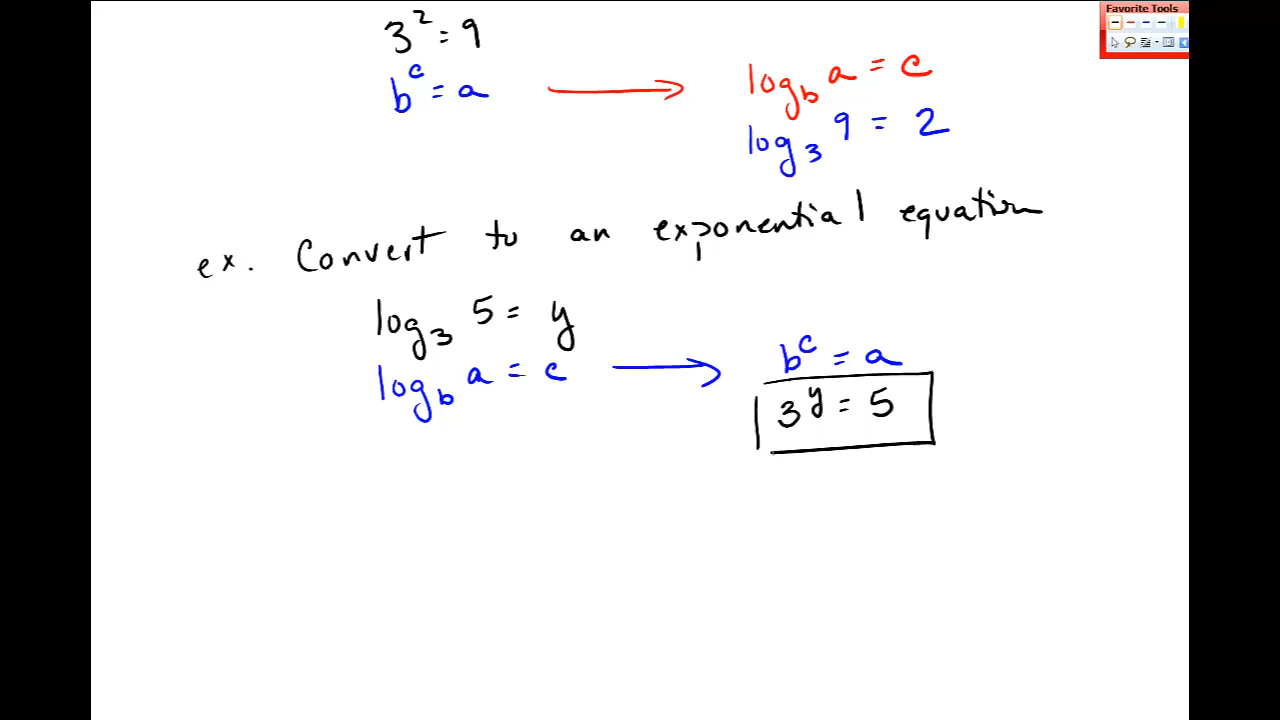 Favorite Tools
3² = 9
b^c = a → log_b a = c
log_3 9 = 2
ex. Convert to an exponential equation
log_3 5 = y
log_b a = c → b^c = a
3^y = 5